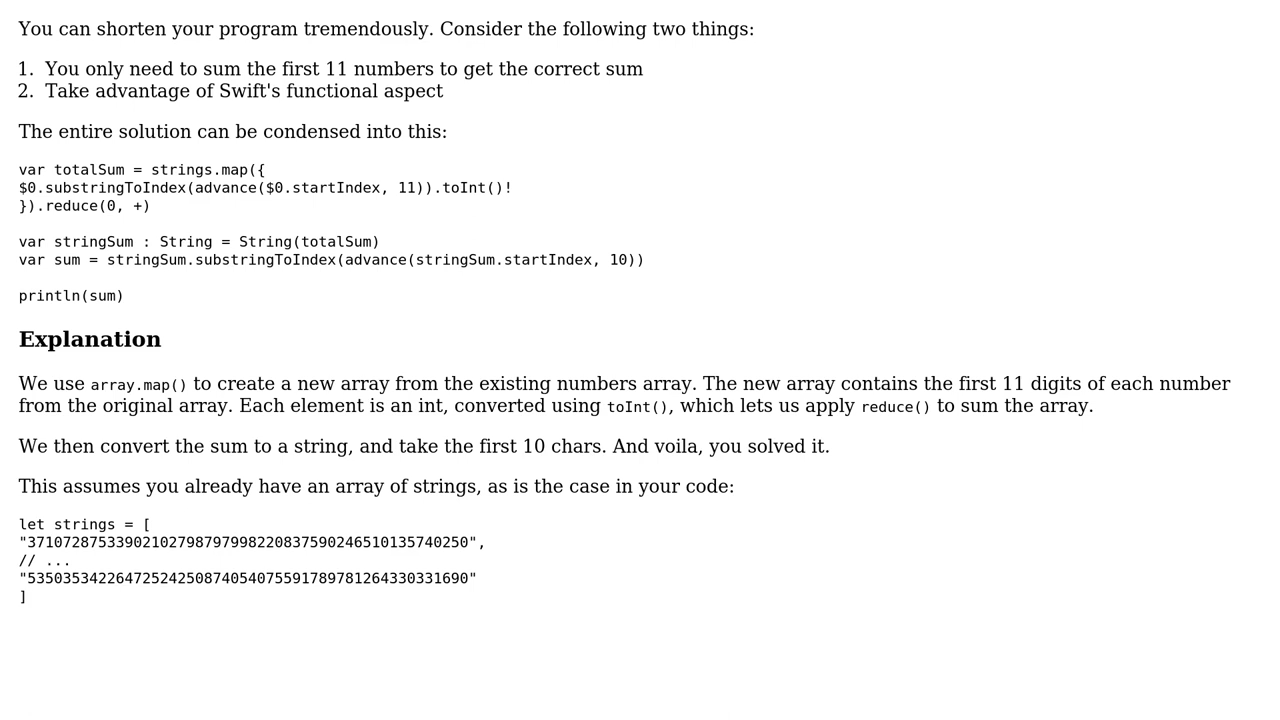 You can shorten your program tremendously. Consider the following two things:
1. You only need to sum the first 11 numbers to get the correct sum
2. Take advantage of Swift's functional aspect
The entire solution can be condensed into this:
var totalSum = strings.map({
$0.substringToIndex(advance($0.startIndex, 11)).toInt()!
}).reduce(0, +)
var stringSum : String = String(totalSum)
var sum = stringSum.substringToIndex(advance(stringSum.startIndex, 10))
println(sum)
Explanation
We use array.map() to create a new array from the existing numbers array. The new array contains the first 11 digits of each number
from the original array. Each element is an int, converted using toInt(), which lets us apply reduce() to sum the array.
We then convert the sum to a string, and take the first 10 chars. And voila, you solved it.
This assumes you already have an array of strings, as is the case in your code:
let strings = [
"37107287533902102798797998220837590246510135740250",
// ...
"53503534226472524250874054075591789781264330331690"
]